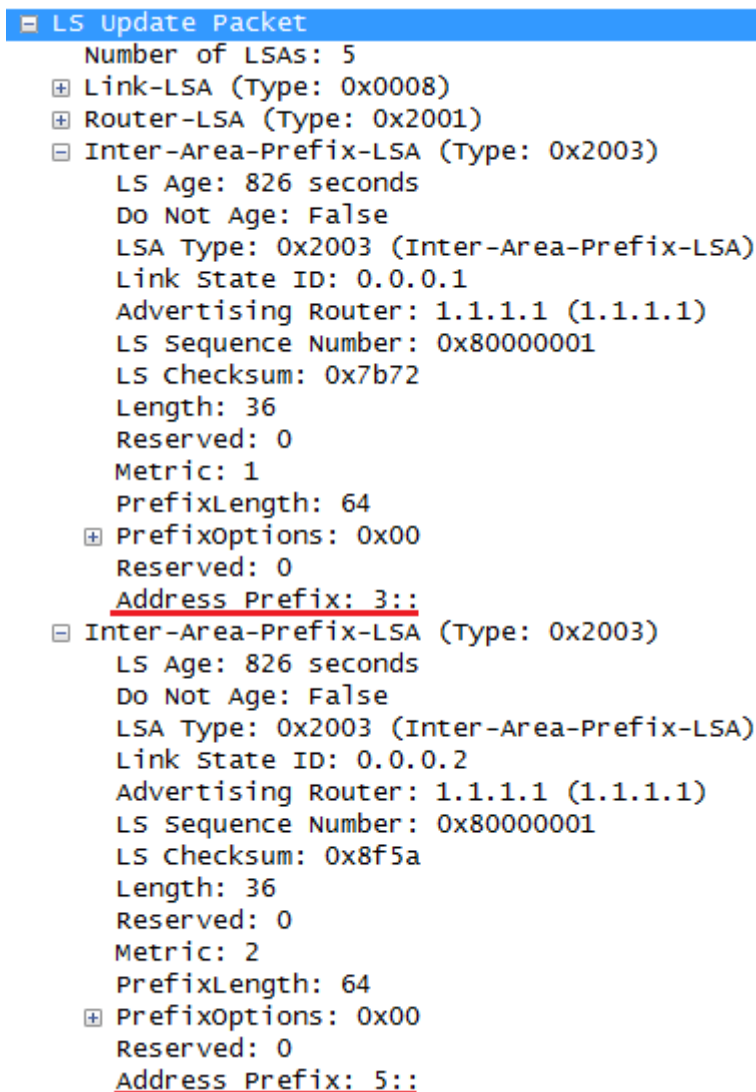 LS Update Packet
Number of LSAs: 5
Link-LSA (Type: 0x0008)
Router-LSA (Type: 0x2001)
Inter-Area-Prefix-LSA (Type: 0x2003)
LS Age: 826 seconds
Do Not Age: False
LSA Type: 0x2003 (Inter-Area-Prefix-LSA)
Link State ID: 0.0.0.1
Advertising Router: 1.1.1.1 (1.1.1.1)
LS Sequence Number: 0x80000001
LS Checksum: 0x7b72
Length: 36
Reserved: 0
Metric: 1
PrefixLength: 64
PrefixOptions: 0x00
Reserved: 0
Address Prefix: 3::
Inter-Area-Prefix-LSA (Type: 0x2003)
LS Age: 826 seconds
Do Not Age: False
LSA Type: 0x2003 (Inter-Area-Prefix-LSA)
Link State ID: 0.0.0.2
Advertising Router: 1.1.1.1 (1.1.1.1)
LS Sequence Number: 0x80000001
LS Checksum: 0x8f5a
Length: 36
Reserved: 0
Metric: 2
PrefixLength: 64
PrefixOptions: 0x00
Reserved: 0
Address Prefix: 5::